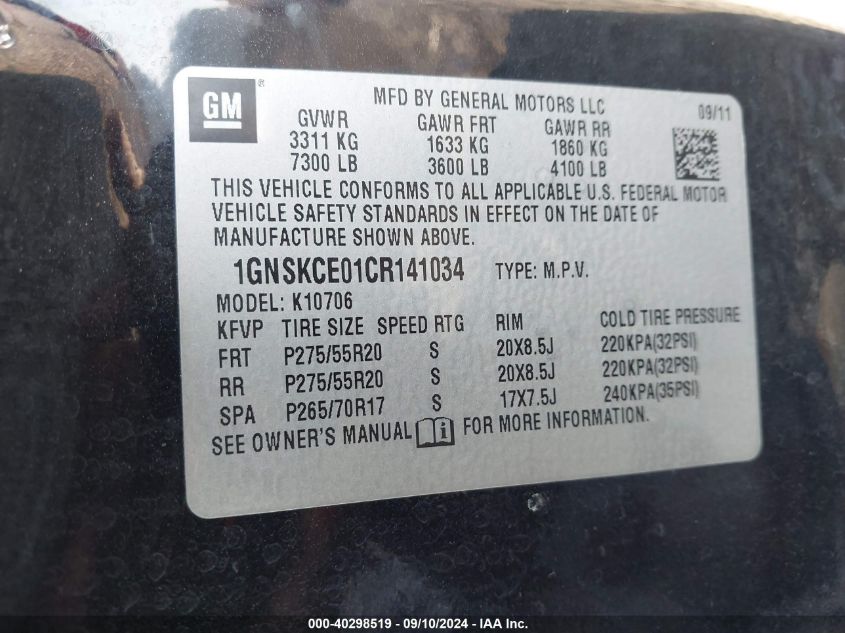 GM
MFD BY GENERAL MOTORS LLC
09/11
GVWR GAWR FRT GAWR RR
3311 KG 1633 KG 1860 KG
7300 LB 3600 LB 4100 LB
THIS VEHICLE CONFORMS TO ALL APPLICABLE U.S. FEDERAL MOTOR
VEHICLE SAFETY STANDARDS IN EFFECT ON THE DATE OF
MANUFACTURE SHOWN ABOVE.
1GNSKCE01CR141034 TYPE: M.P.V.
MODEL: K10706
KFVP TIRE SIZE SPEED RTG RIM COLD TIRE PRESSURE
FRT P275/55R20 S 20X8.5J 220KPA(32PSI)
RR P275/55R20 S 20X8.5J 220KPA(32PSI)
SPA P265/70R17 S 17X7.5J 240KPA(35PSI)
SEE OWNER'S MANUAL FOR MORE INFORMATION.
000-40298519 - 09/10/2024 - IAA Inc.